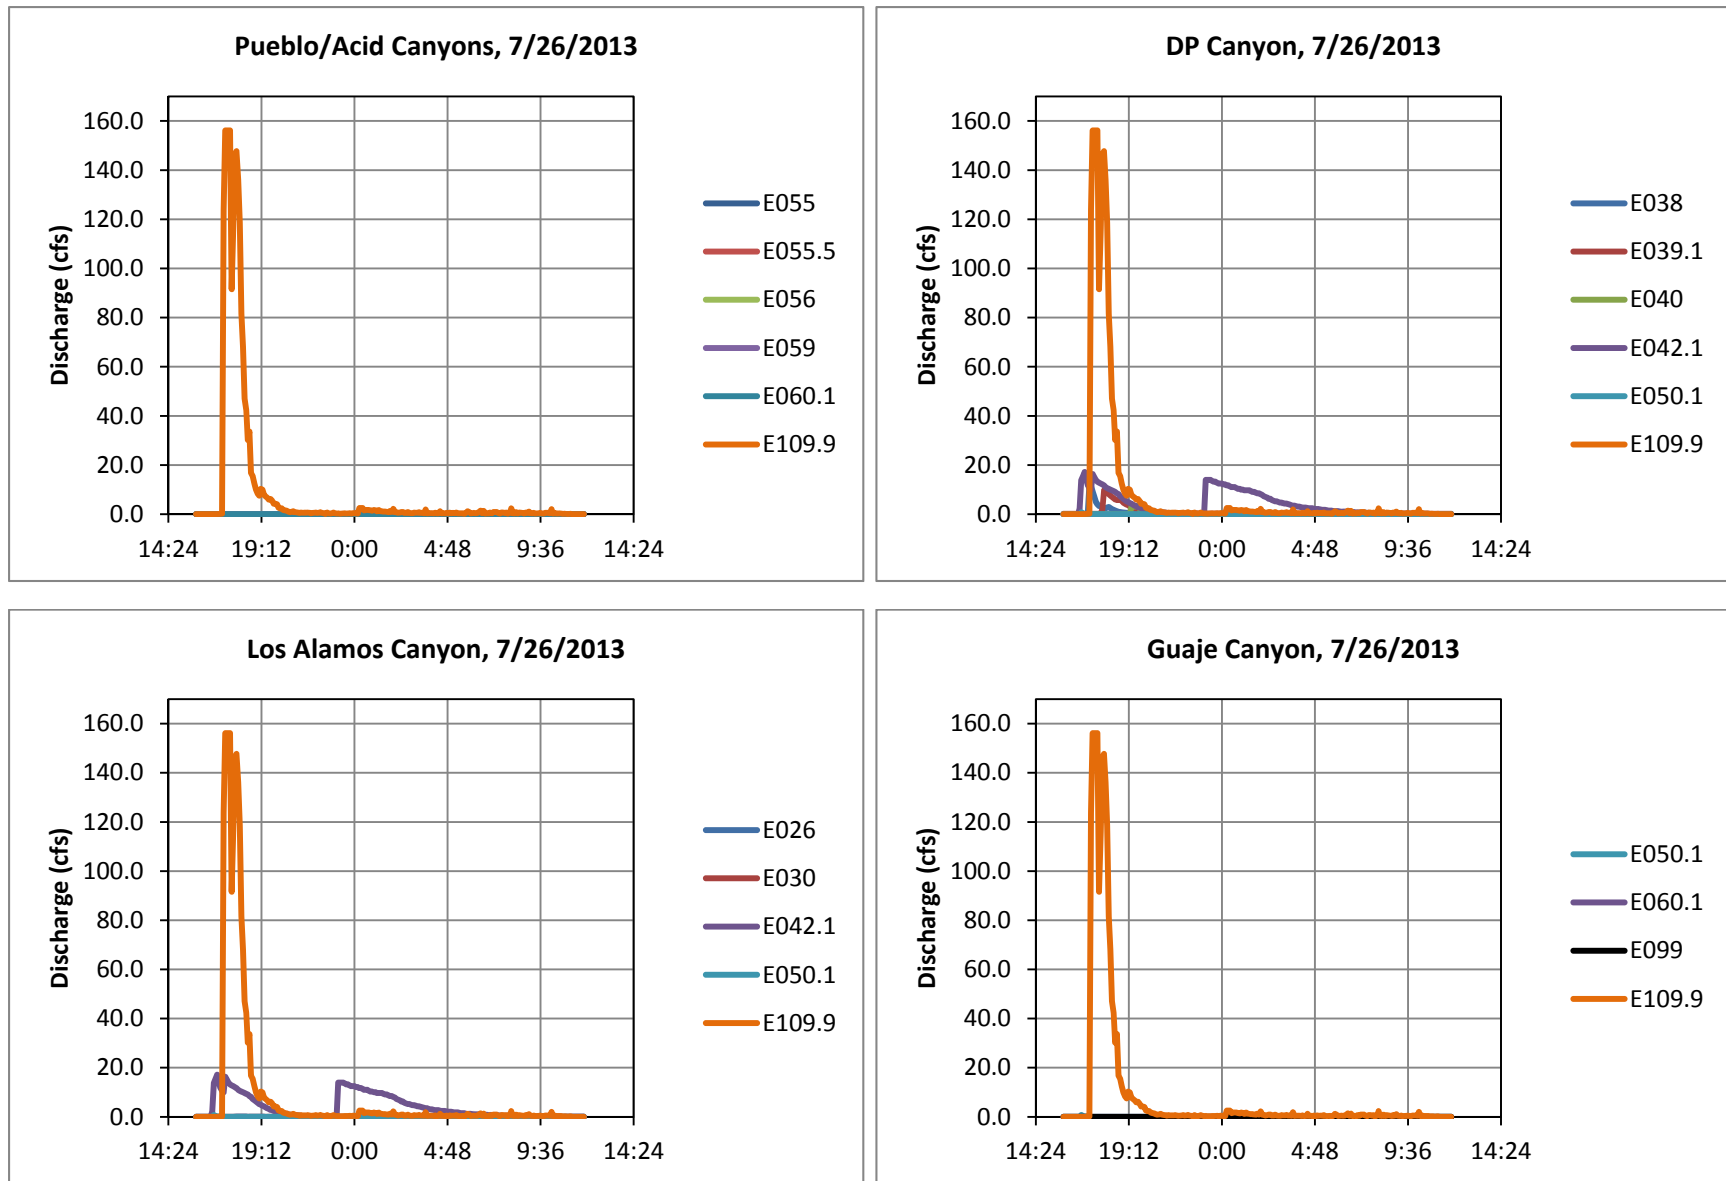 Pueblo/Acid Canyons, 7/26/2013
Discharge (cfs)
160.0
140.0
120.0
100.0
80.0
60.0
40.0
20.0
0.0
14:24 19:12 0:00 4:48 9:36 14:24
E055
E055.5
E056
E059
E060.1
E109.9
DP Canyon, 7/26/2013
Discharge (cfs)
160.0
140.0
120.0
100.0
80.0
60.0
40.0
20.0
0.0
14:24 19:12 0:00 4:48 9:36 14:24
E038
E039.1
E040
E042.1
E050.1
E109.9
Los Alamos Canyon, 7/26/2013
Discharge (cfs)
160.0
140.0
120.0
100.0
80.0
60.0
40.0
20.0
0.0
14:24 19:12 0:00 4:48 9:36 14:24
E026
E030
E042.1
E050.1
E109.9
Guaje Canyon, 7/26/2013
Discharge (cfs)
160.0
140.0
120.0
100.0
80.0
60.0
40.0
20.0
0.0
14:24 19:12 0:00 4:48 9:36 14:24
E050.1
E060.1
E099
E109.9